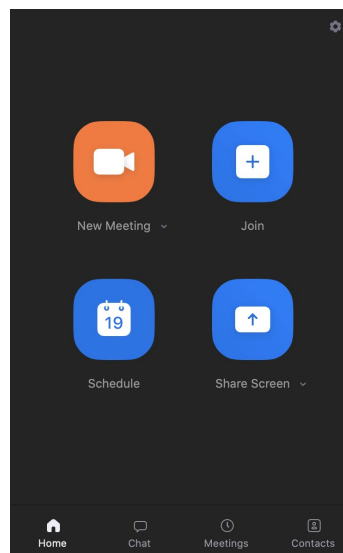 New Meeting
Join
19
Schedule
Share Screen
Home
Chat
Meetings
Contacts